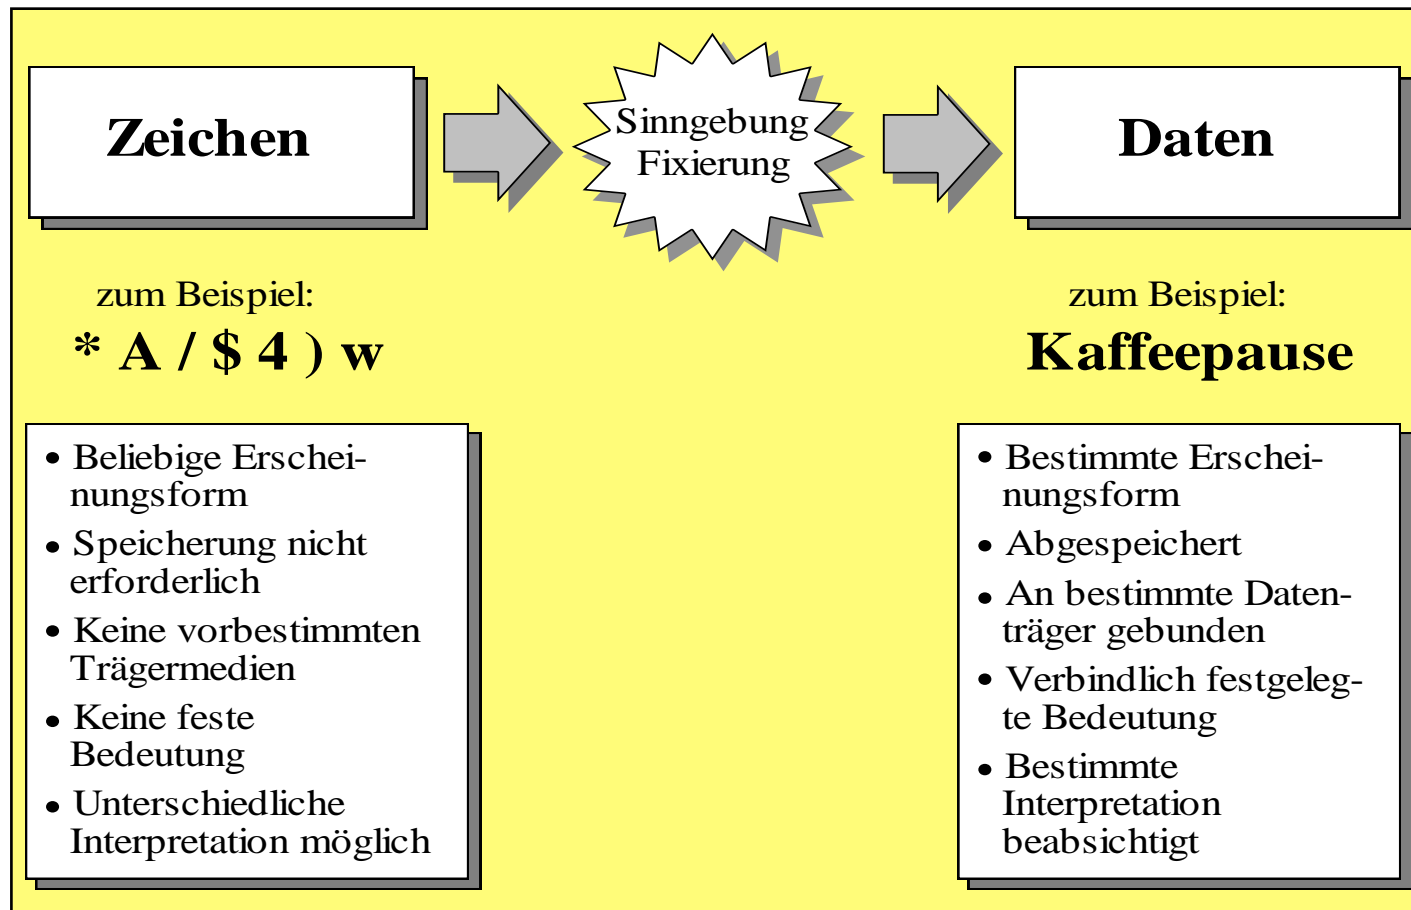 Zeichen
Sinngebung
Fixierung
Daten
zum Beispiel:
* A / $ 4 ) w
zum Beispiel:
Kaffeepause
• Beliebige Erschei-
nungsform
• Speicherung nicht
erforderlich
• Keine vorbestimmten
Trägermedien
• Keine feste
Bedeutung
• Unterschiedliche
Interpretation möglich
• Bestimmte Erschei-
nungsform
• Abgespeichert
• An bestimmte Daten-
träger gebunden
• Verbindlich festgeleg-
te Bedeutung
• Bestimmte
Interpretation
beabsichtigt